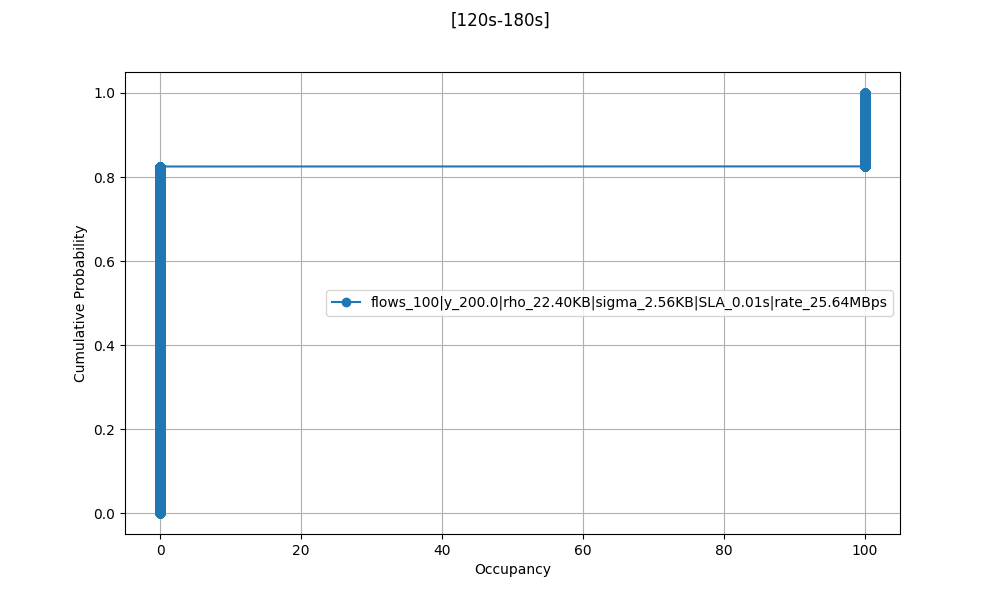 [120s-180s]
1.0
0.8
0.6
0.4
0.2
0.0
Cumulative Probability
flows_100|y_200.0|rho_22.40KB|sigma_2.56KB|SLA_0.01s|rate_25.64MBps
0 20 40 60 80 100
Occupancy